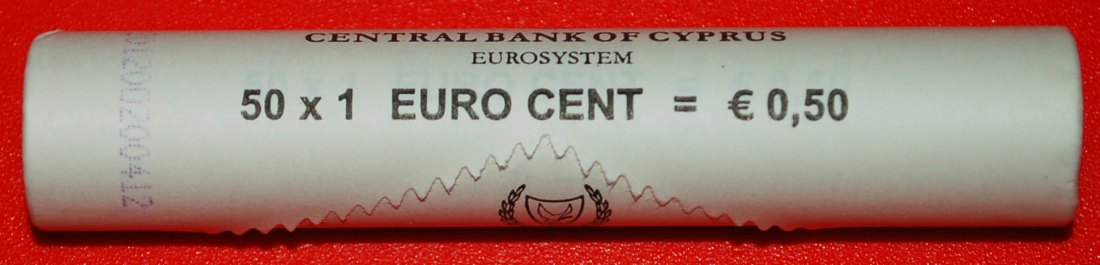 CENTRAL BANK OF CYPRUS
EUROSYSTEM
50 x 1 EURO CENT = € 0,50